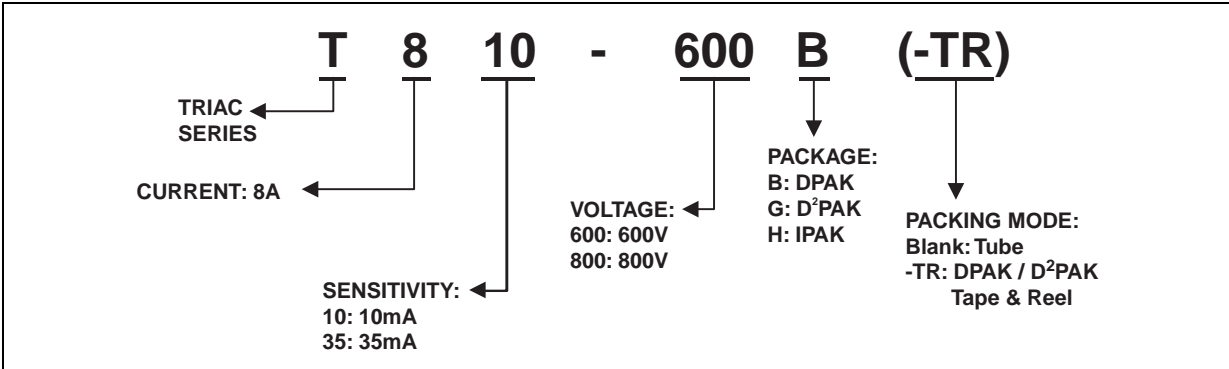 T 8 10 - 600 B (-TR)
TRIAC
SERIES
CURRENT: 8A
SENSITIVITY:
10: 10mA
35: 35mA
VOLTAGE:
600: 600V
800: 800V
PACKAGE:
B: DPAK
G: D²PAK
H: IPAK
PACKING MODE:
Blank: Tube
-TR: DPAK / D²PAK
Tape & Reel